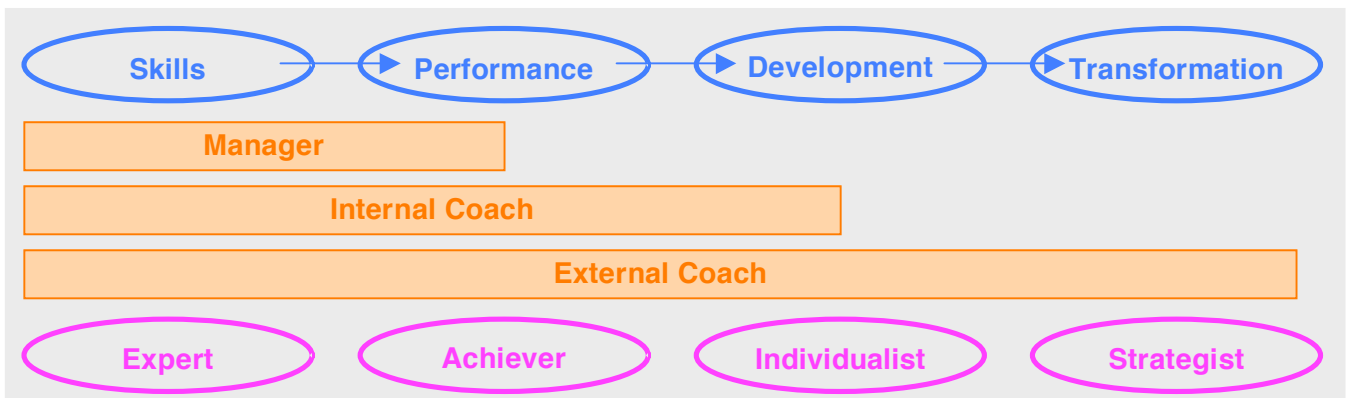 Skills Performance Development Transformation
Manager
Internal Coach
External Coach
Expert Achiever Individualist Strategist